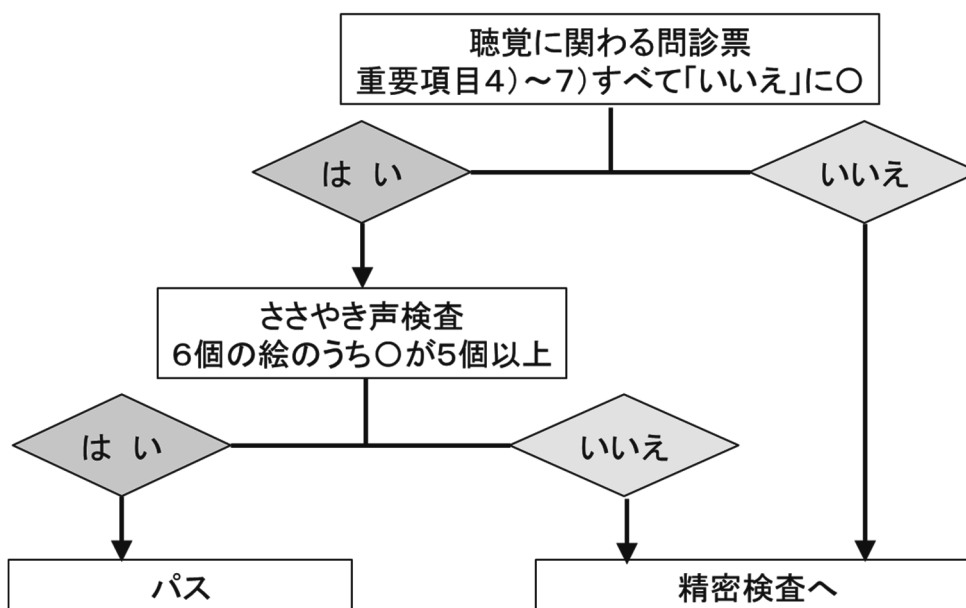 聴覚に関わる問診票
重要項目4)～7)すべて「いいえ」に〇
は い
いいえ
ささやき声検査
6個の絵のうち〇が5個以上
は い
いいえ
パス
精密検査へ